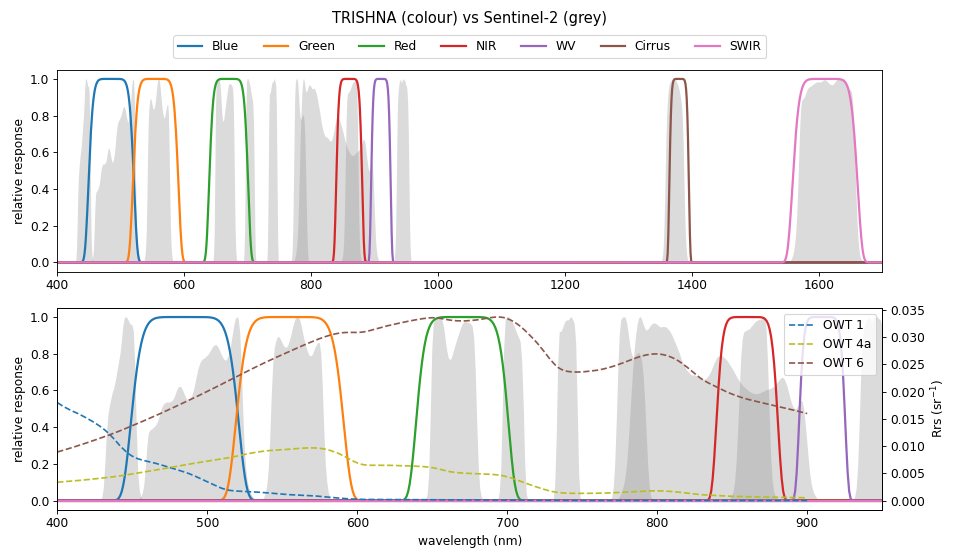 TRISHNA (colour) vs Sentinel-2 (grey)
Blue Green Red NIR WV Cirrus SWIR
1.0
0.8
0.6
0.4
0.2
0.0
relative response
400 600 800 1000 1200 1400 1600
1.0
0.8
0.6
0.4
0.2
0.0
relative response
OWT 1
OWT 4a
OWT 6
0.035
0.030
0.025
0.020
0.015
0.010
0.005
0.000
Rrs (sr⁻¹)
400 500 600 700 800 900
wavelength (nm)